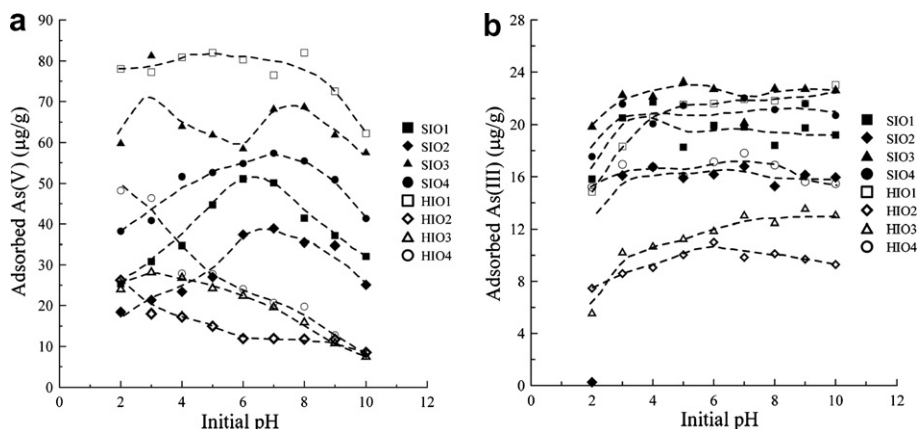 a
90
80
70
60
50
40
30
20
10
0
Adsorbed As(V) (µg/g)
0 2 4 6 8 10 12
Initial pH
SIO1
SIO2
SIO3
SIO4
HIO1
HIO2
HIO3
HIO4
b
28
24
20
16
12
8
4
0
Adsorbed As(III) (µg/g)
0 2 4 6 8 10 12
Initial pH
SIO1
SIO2
SIO3
SIO4
HIO1
HIO2
HIO3
HIO4